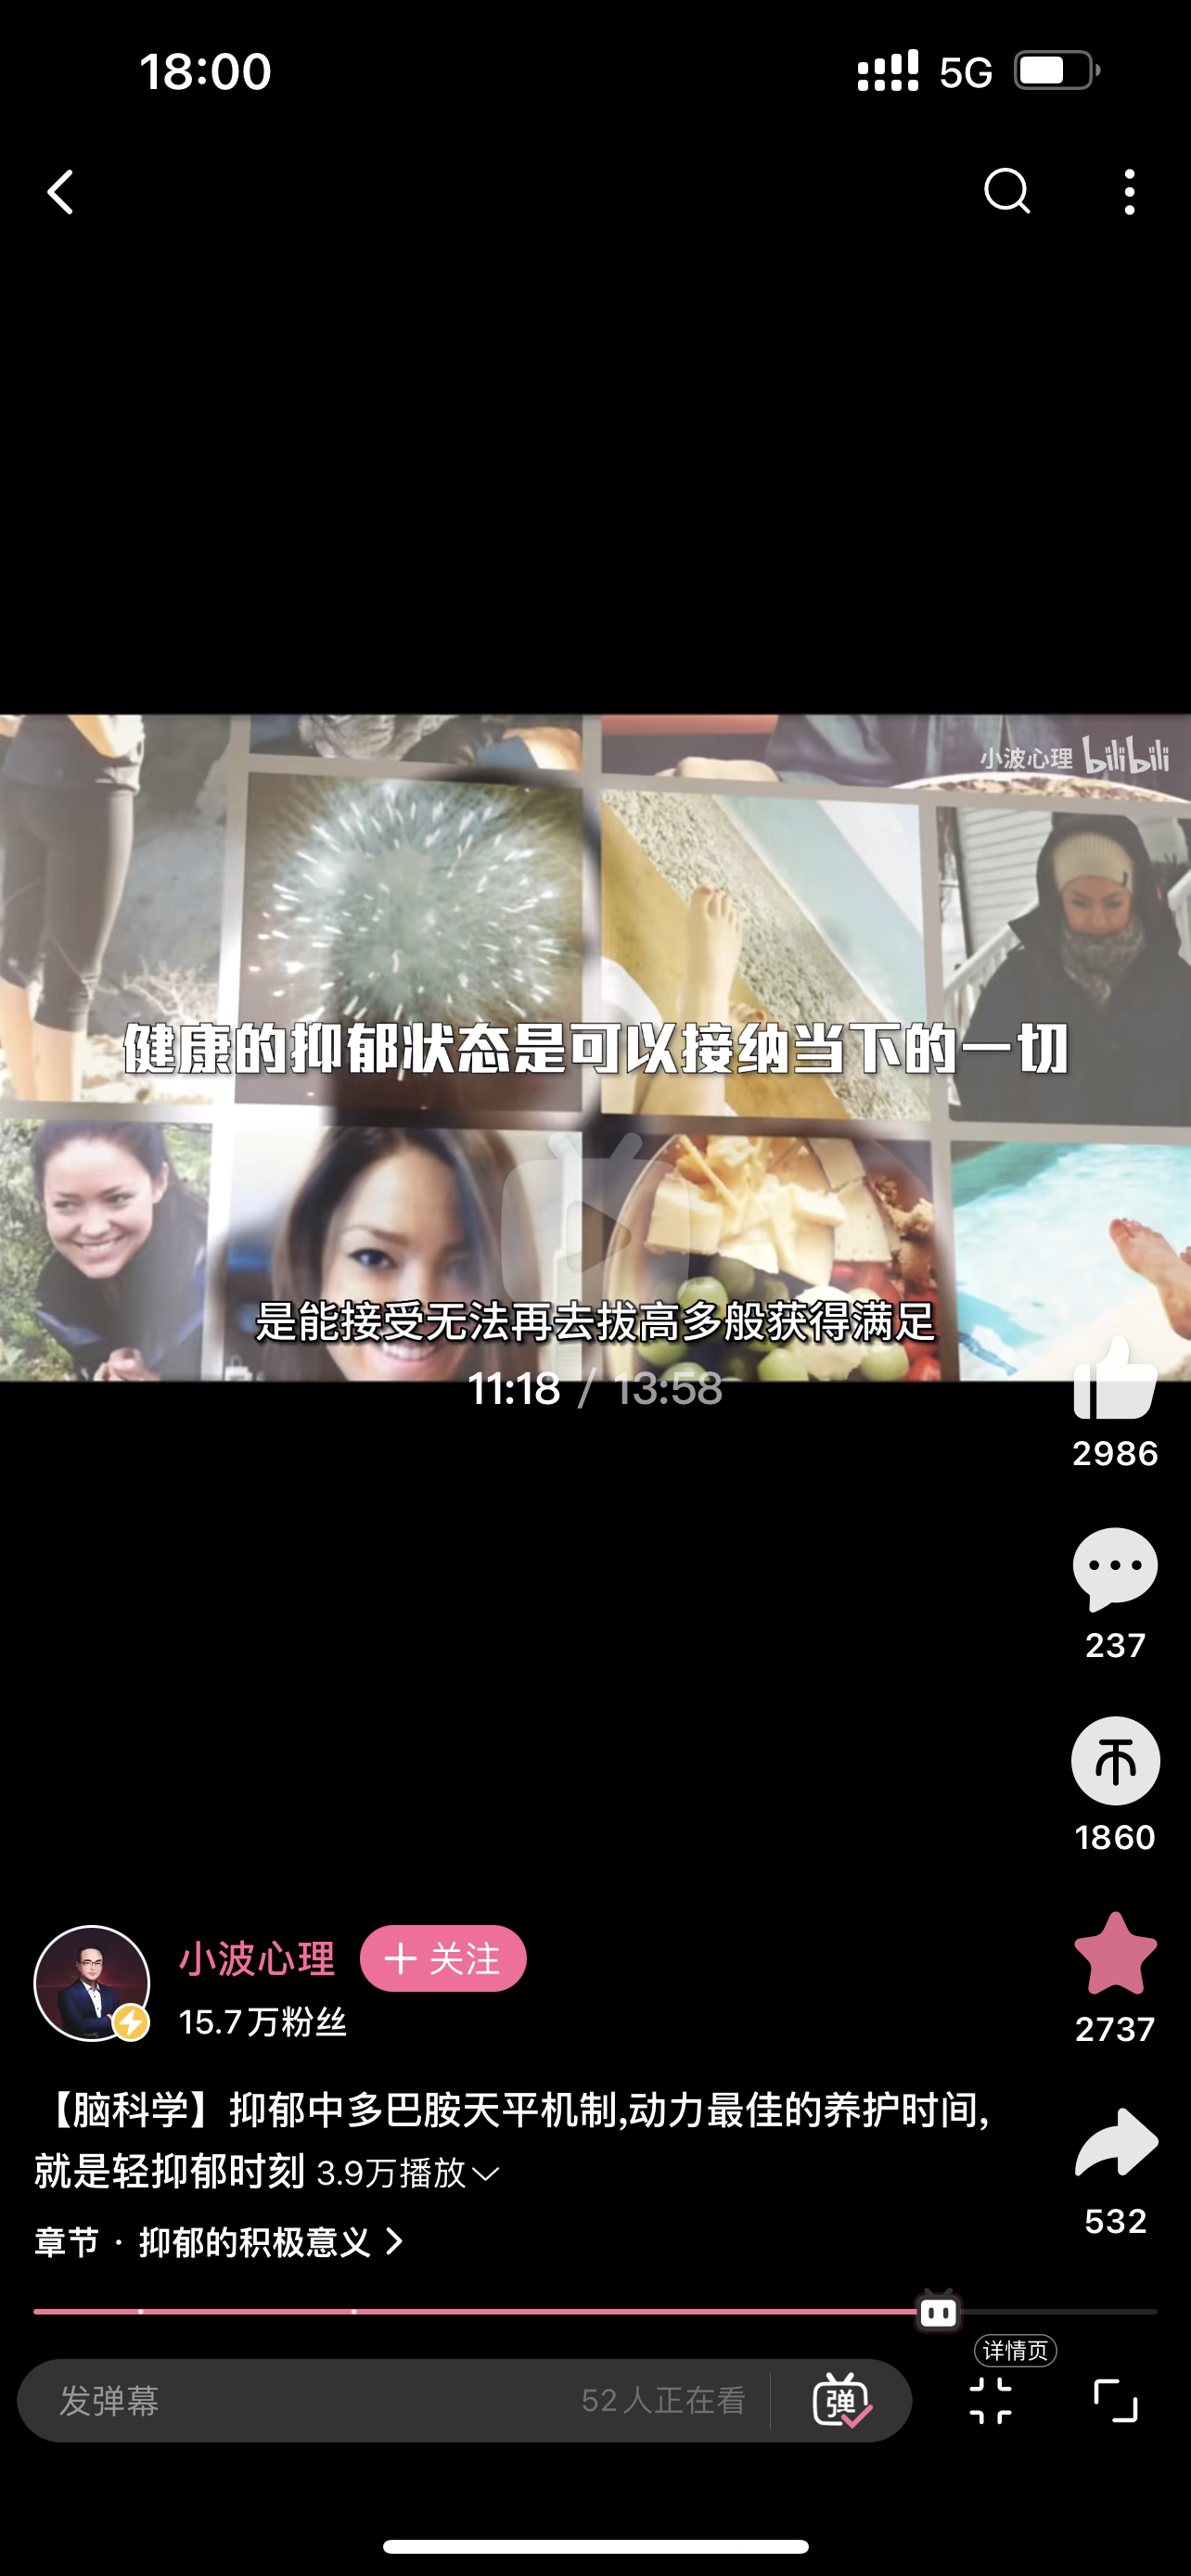 18:00
5G
小波心理 bilibili
健康的抑郁状态是可以接纳当下的一切
是能接受无法再去拔高多般获得满足
11:18 / 13:58
2986
237
1860
小波心理 关注
15.7万粉丝
2737
【脑科学】抑郁中多巴胺天平机制,动力最佳的养护时间,
就是轻抑郁时刻 3.9万播放
532
章节 · 抑郁的积极意义
详情页
发弹幕 52人正在看 弹